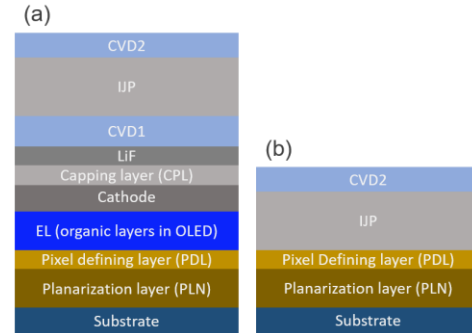 (a)
CVD2
IJP
CVD1
LiF
Capping layer (CPL)
Cathode
EL (organic layers in OLED)
Pixel defining layer (PDL)
Planarization layer (PLN)
Substrate
(b)
CVD2
IJP
Pixel Defining layer (PDL)
Planarization layer (PLN)
Substrate